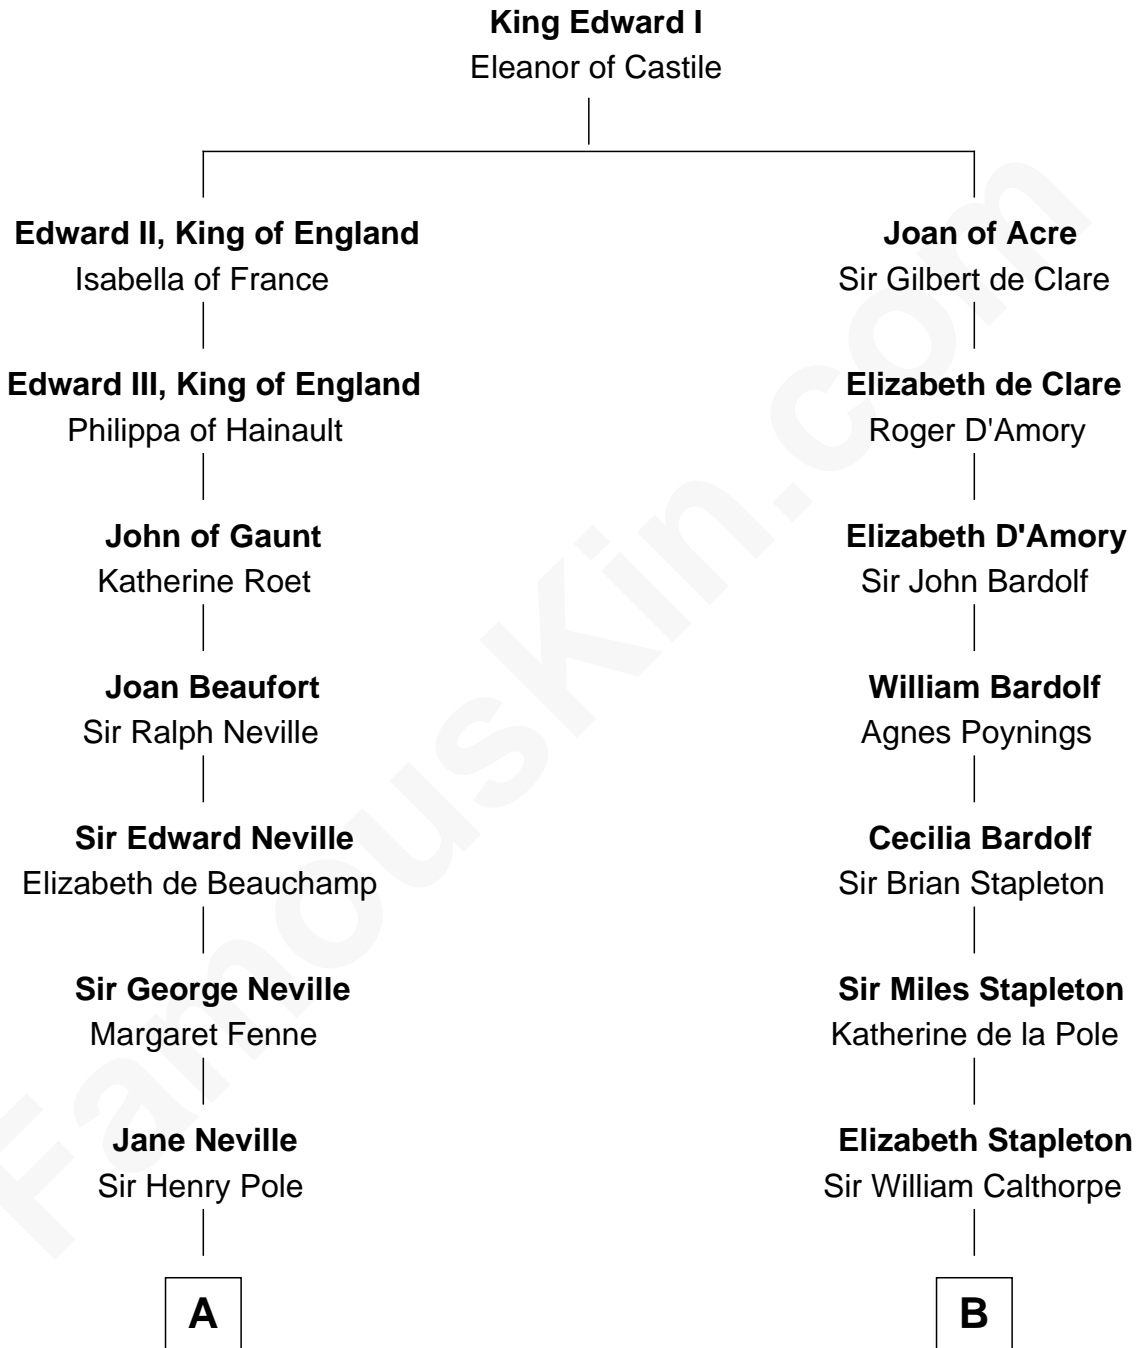 King Edward I
Eleanor of Castile
Edward II, King of England
Isabella of France
Joan of Acre
Sir Gilbert de Clare
Edward III, King of England
Philippa of Hainault
Elizabeth de Clare
Roger D'Amory
John of Gaunt
Katherine Roet
Elizabeth D'Amory
Sir John Bardolf
Joan Beaufort
Sir Ralph Neville
William Bardolf
Agnes Poynings
Sir Edward Neville
Elizabeth de Beauchamp
Cecilia Bardolf
Sir Brian Stapleton
Sir George Neville
Margaret Fenne
Sir Miles Stapleton
Katherine de la Pole
Jane Neville
Sir Henry Pole
Elizabeth Stapleton
Sir William Calthorpe
A
B
FamousKin.com